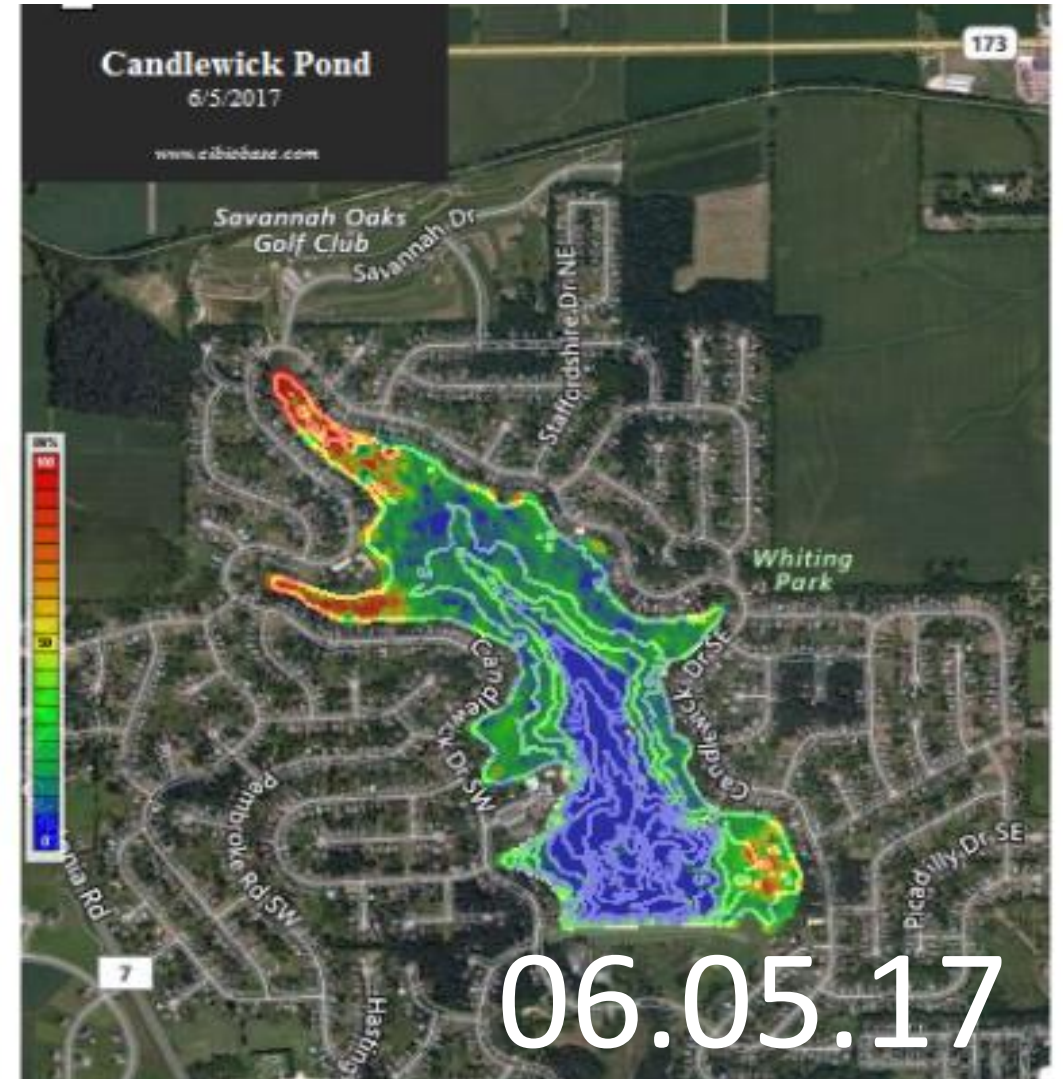 Candlewick Pond
6/5/2017
www.cibiobase.com
173
Savannah Oaks
Golf Club
Savannah Dr
Staffordshire Dr NE
100
50
0
Whiting
Park
Candlewick Dr SW
Candlewick Dr SE
Pembroke Rd SW
Picadilly Dr SE
Rd
7
06.05.17